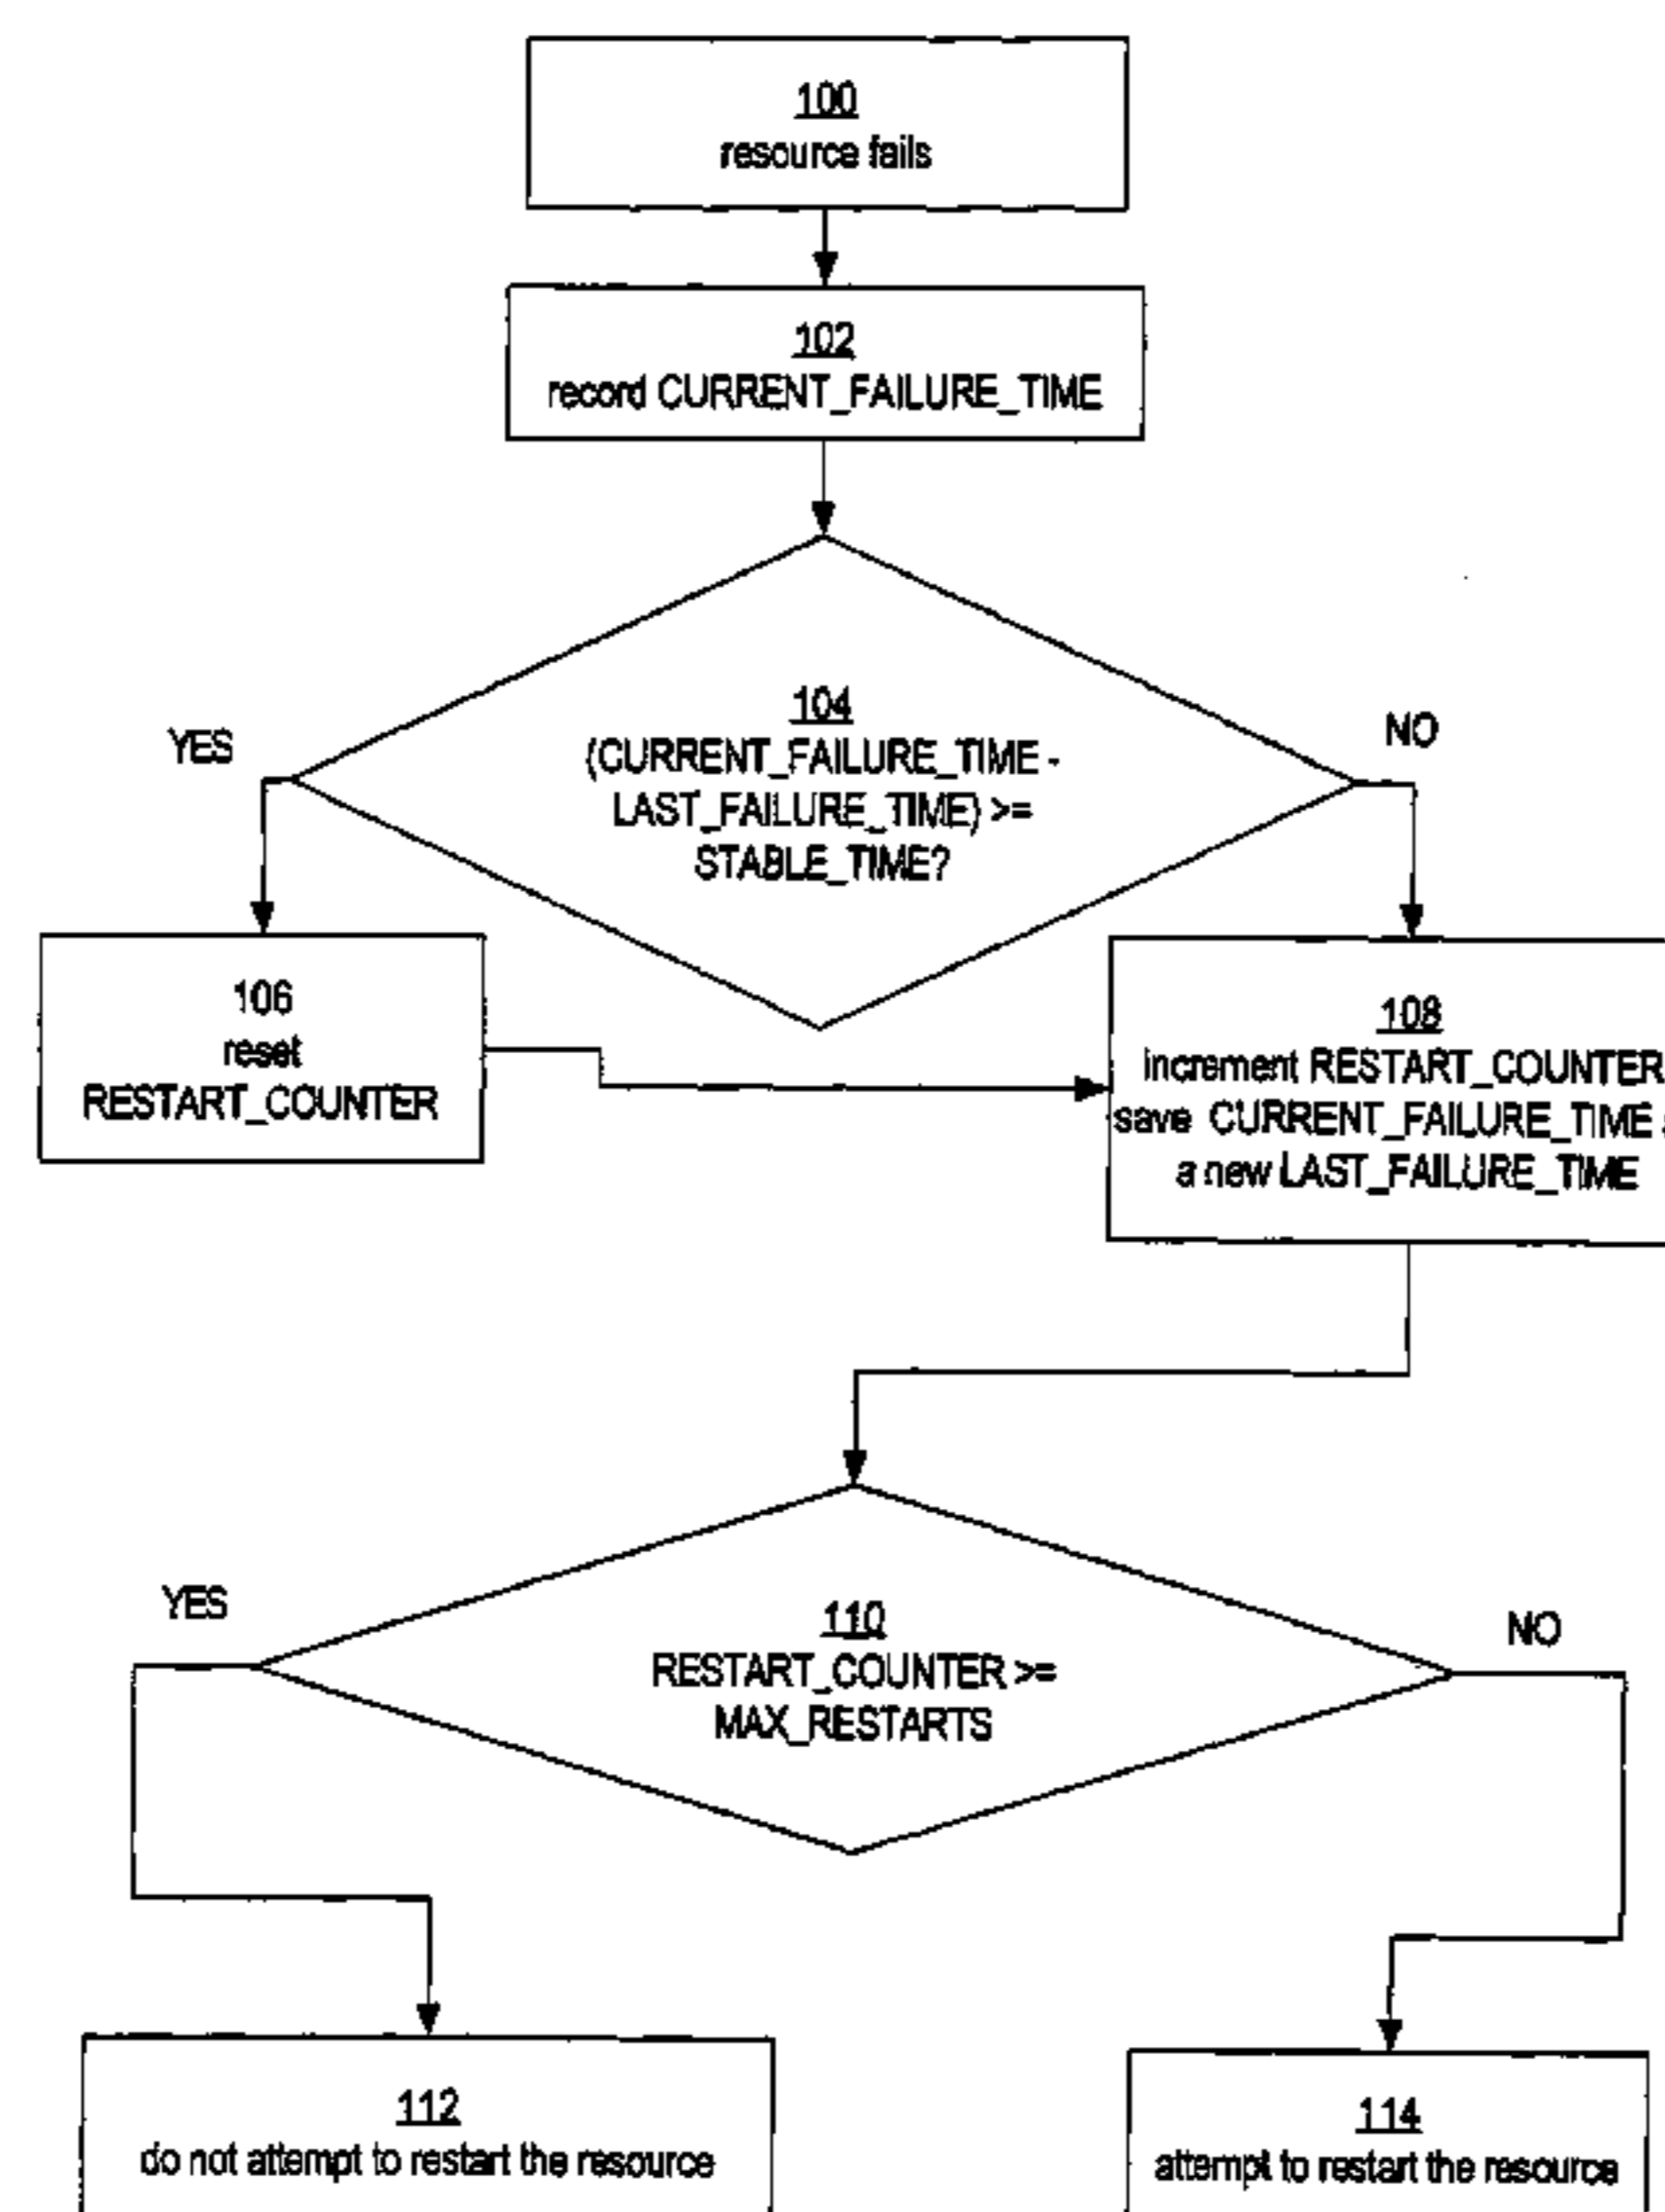 100
resource fails
102
record CURRENT_FAILURE_TIME
104
(CURRENT_FAILURE_TIME -
LAST_FAILURE_TIME) >=
STABLE_TIME?
YES
NO
106
reset
RESTART_COUNTER
108
increment RESTART_COUNTER
save CURRENT_FAILURE_TIME
a new LAST_FAILURE_TIME
110
RESTART_COUNTER >=
MAX_RESTARTS
YES
NO
112
do not attempt to restart the resource
114
attempt to restart the resource